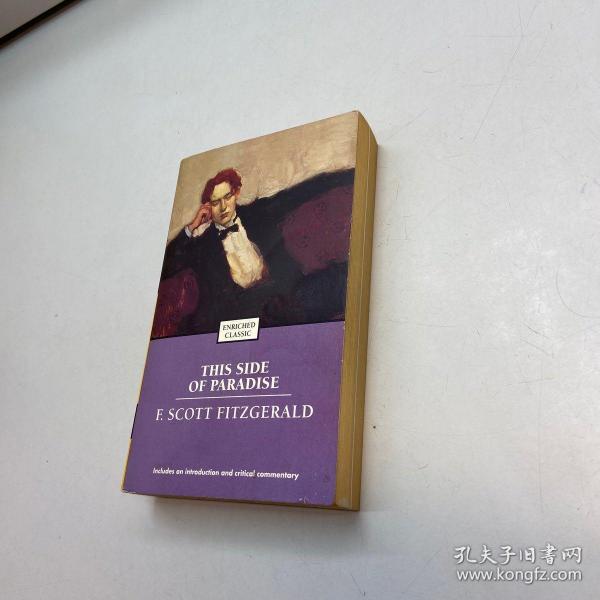 ENRICHED
CLASSIC
THIS SIDE
OF PARADISE
F. SCOTT FITZGERALD
Includes an introduction and critical commentary
孔夫子旧书网
www.kongfz.com